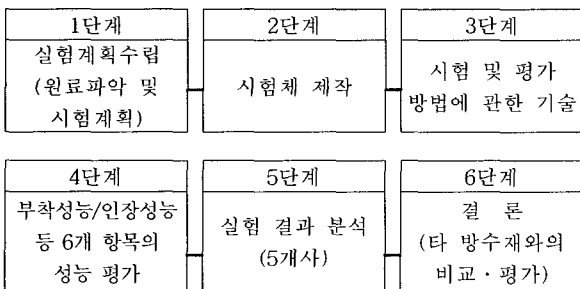 1단계
실험계획수립
(원료파악 및
시험계획)
2단계
시험체 제작
3단계
시험 및 평가
방법에 관한 기술
4단계
부착성능/인장성능
등 6개 항목의
성능 평가
5단계
실험 결과 분석
(5개사)
6단계
결 론
(타 방수재와의
비교·평가)